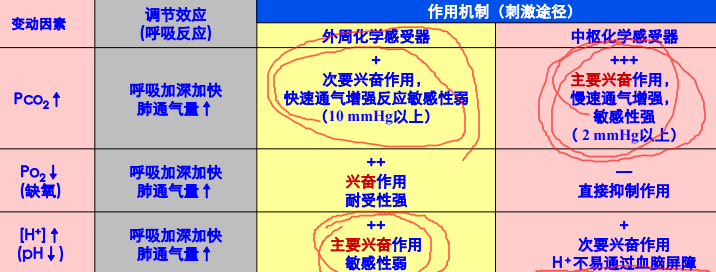 变动因素
调节效应
(呼吸反应)
作用机制（刺激途径）
外周化学感受器
中枢化学感受器
Pco₂↑
呼吸加深加快
肺通气量↑
+
次要兴奋作用，
快速通气增强反应敏感性弱
（10 mmHg以上）
+++
主要兴奋作用，
慢速通气增强，
敏感性强
（ 2 mmHg以上）
Po₂↓
(缺氧)
呼吸加深加快
肺通气量↑
++
兴奋作用
耐受性强
—
直接抑制作用
[H⁺]↑
(pH↓)
呼吸加深加快
肺通气量↑
++
主要兴奋作用
敏感性弱
+
次要兴奋作用
H⁺不易通过血脑屏障